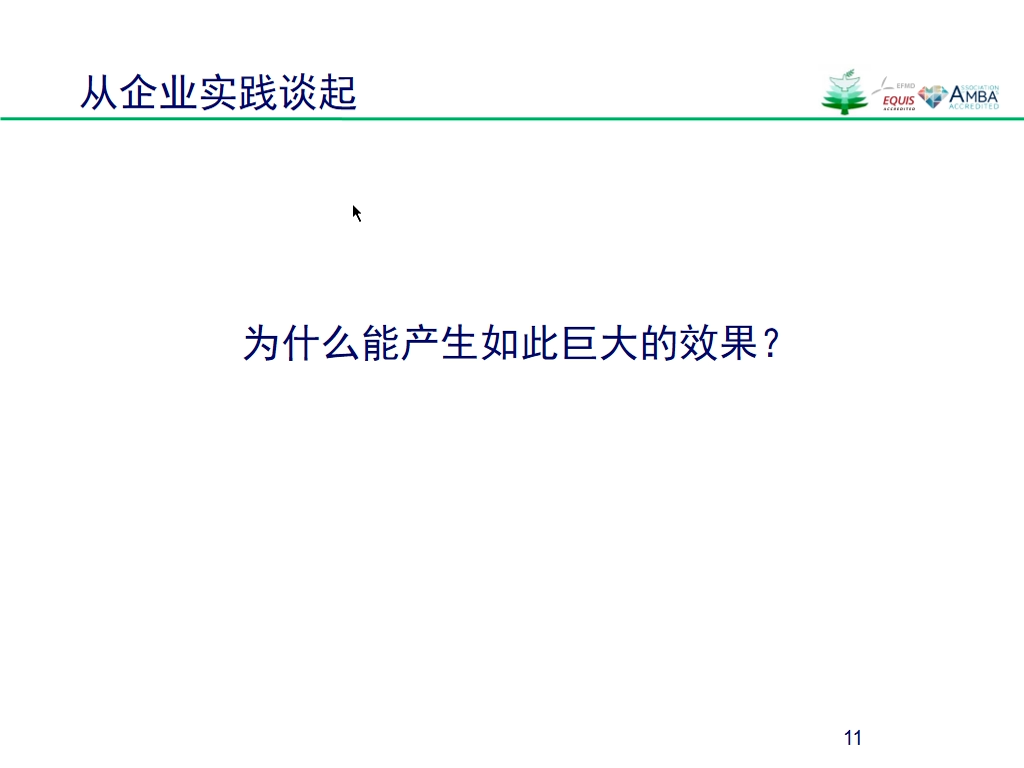 从企业实践谈起
EFMD
EQUIS
ACCREDITED
ASSOCIATION
AMBA
ACCREDITED
为什么能产生如此巨大的效果？
11